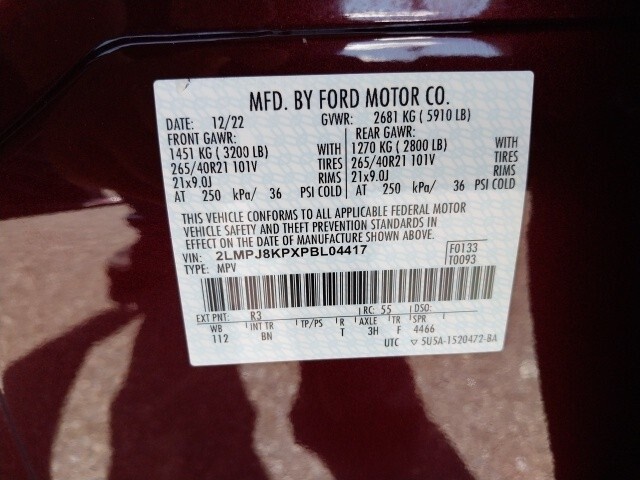 MFD. BY FORD MOTOR CO.
DATE: 12/22 GVWR: 2681 KG ( 5910 LB)
FRONT GAWR: REAR GAWR:
1451 KG ( 3200 LB) WITH 1270 KG ( 2800 LB) WITH
265/40R21 101V TIRES 265/40R21 101V TIRES
21x9.0J RIMS 21x9.0J RIMS
AT 250 kPa/ 36 PSI COLD AT 250 kPa/ 36 PSI COLD
THIS VEHICLE CONFORMS TO ALL APPLICABLE FEDERAL MOTOR
VEHICLE SAFETY AND THEFT PREVENTION STANDARDS IN
EFFECT ON THE DATE OF MANUFACTURE SHOWN ABOVE.
VIN: 2LMPJ8KPXPBL04417 F0133
TYPE: MPV T0093
EXT PNT: R3 RC: 55 DSO:
WB INT TR TP/PS R AXLE TR SPR
112 BN T 3H F 4466
UTC ▽ 5U5A-1520472-BA